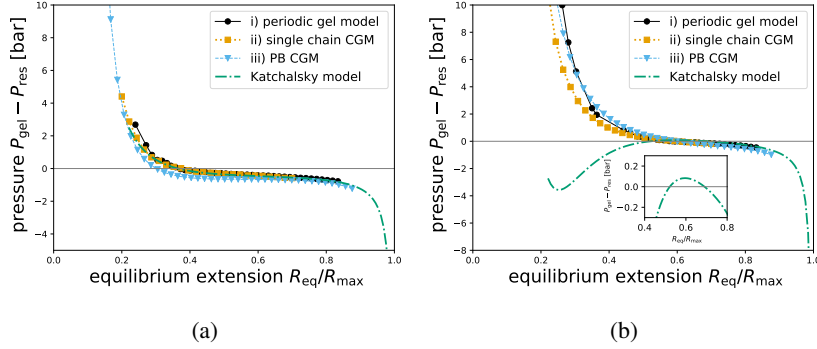 i) periodic gel model
ii) single chain CGM
iii) PB CGM
Katchalsky model
pressure P_gel − P_res [bar]
8
6
4
2
0
−2
−4
0.0 0.2 0.4 0.6 0.8 1.0
equilibrium extension R_eq/R_max
(a)
i) periodic gel model
ii) single chain CGM
iii) PB CGM
Katchalsky model
pressure P_gel − P_res [bar]
10
8
6
4
2
0
−2
−4
−6
−8
P_gel − P_res [bar]
0.2
0.0
−0.2
0.4 0.6 0.8
R_eq/R_max
0.0 0.2 0.4 0.6 0.8 1.0
equilibrium extension R_eq/R_max
(b)